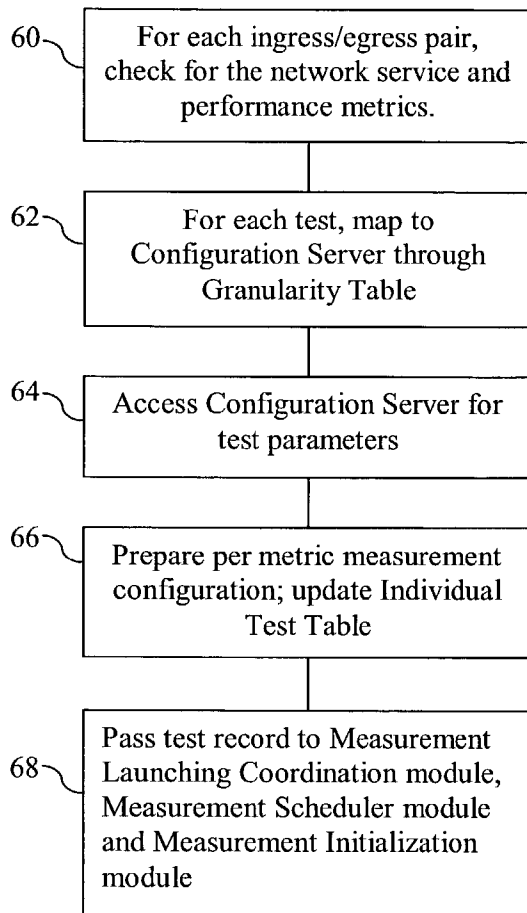 60
For each ingress/egress pair,
check for the network service and
performance metrics.
62
For each test, map to
Configuration Server through
Granularity Table
64
Access Configuration Server for
test parameters
66
Prepare per metric measurement
configuration; update Individual
Test Table
68
Pass test record to Measurement
Launching Coordination module,
Measurement Scheduler module
and Measurement Initialization
module